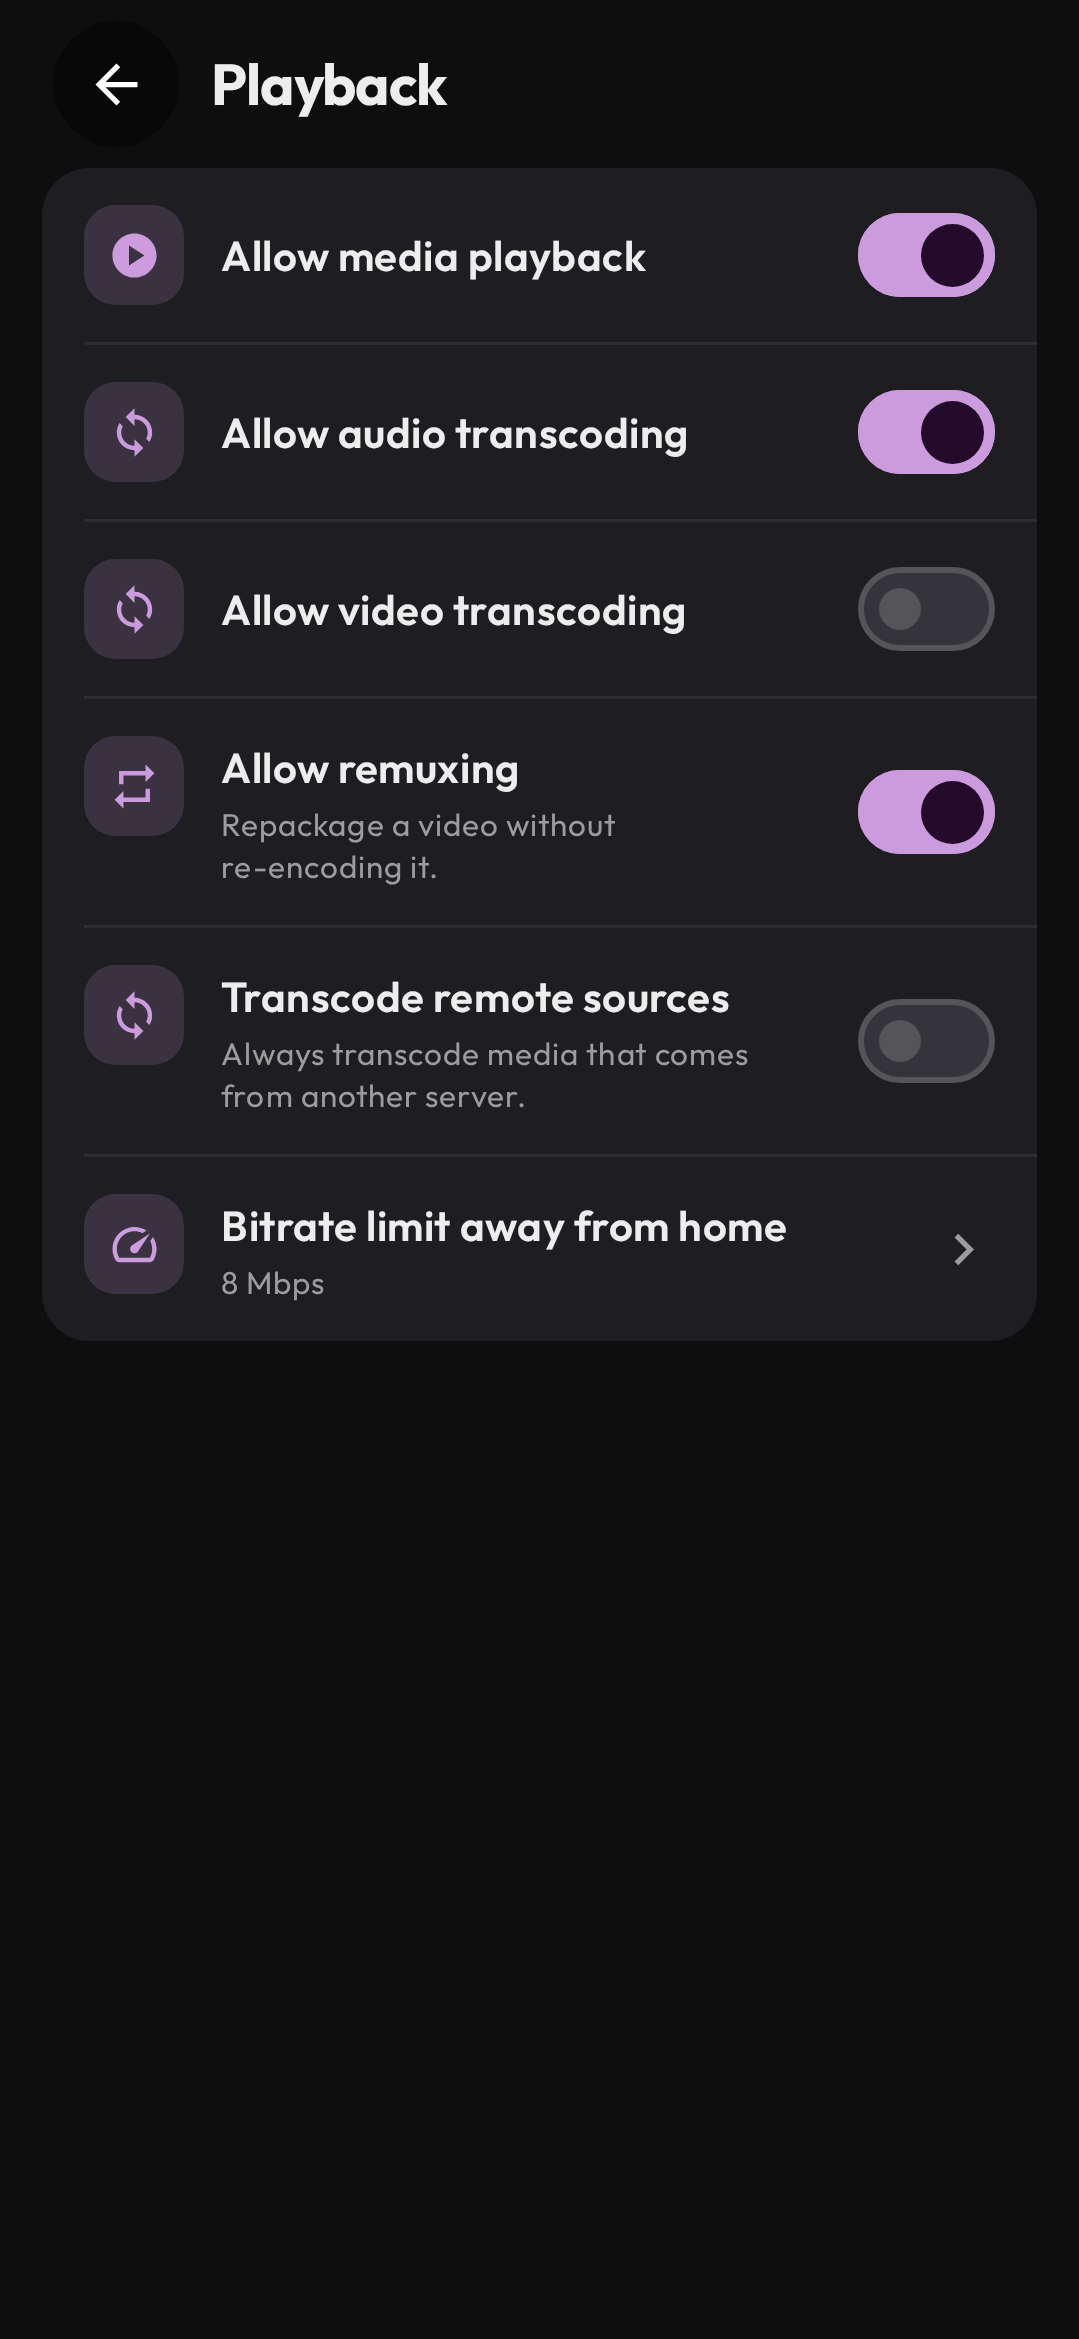 Playback
Allow media playback
Allow audio transcoding
Allow video transcoding
Allow remuxing
Repackage a video without
re-encoding it.
Transcode remote sources
Always transcode media that comes
from another server.
Bitrate limit away from home
8 Mbps